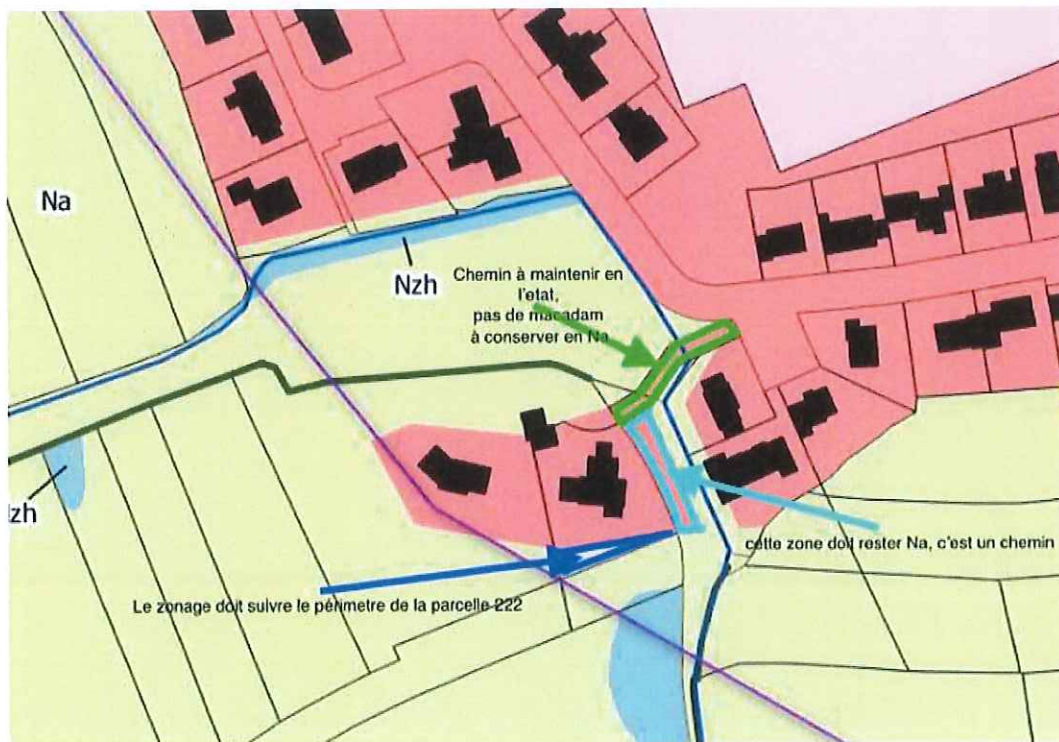 Na
Nzh
Chemin à maintenir en
l'etat,
pas de macadam
à conserver en Na
zh
cette zone doit rester Na, c'est un chemin
Le zonage doit suivre le périmetre de la parcelle 222